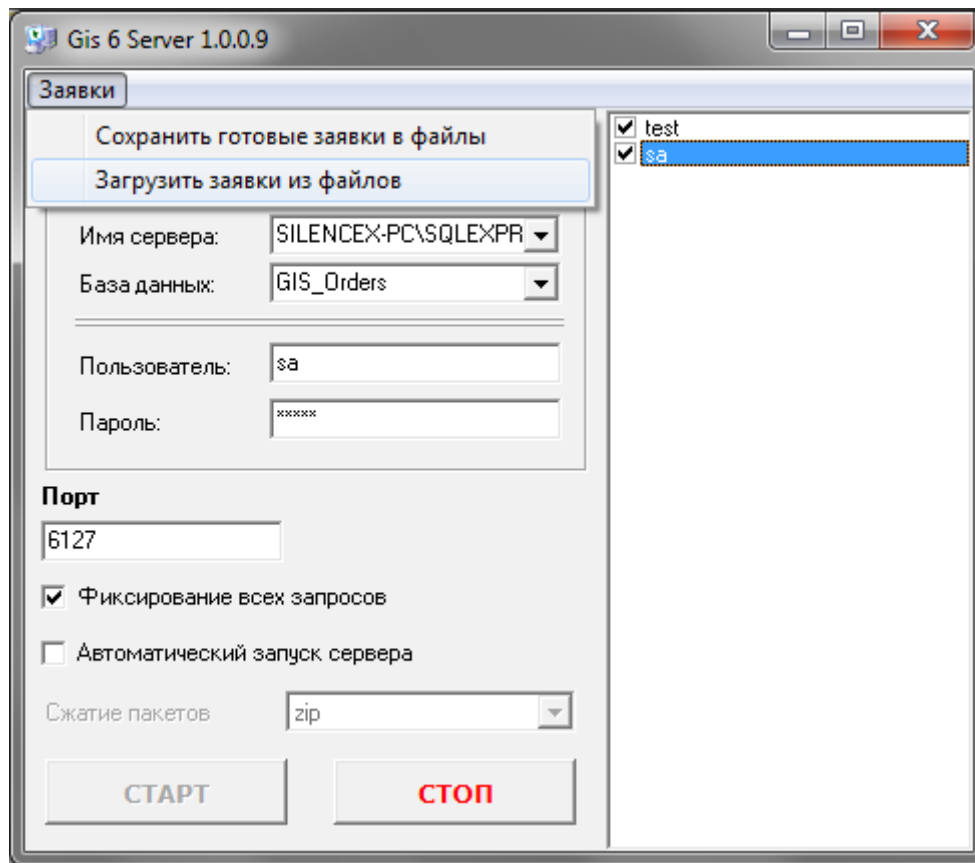 Gis 6 Server 1.0.0.9
Заявки
Сохранить готовые заявки в файлы
Загрузить заявки из файлов
Имя сервера: SILENCEX-PC\SQLEXPR
База данных: GIS_Orders
Пользователь: sa
Пароль: *****
Порт
6127
Фиксирование всех запросов
Автоматический запуск сервера
Сжатие пакетов zip
СТАРТ СТОП
test
sa